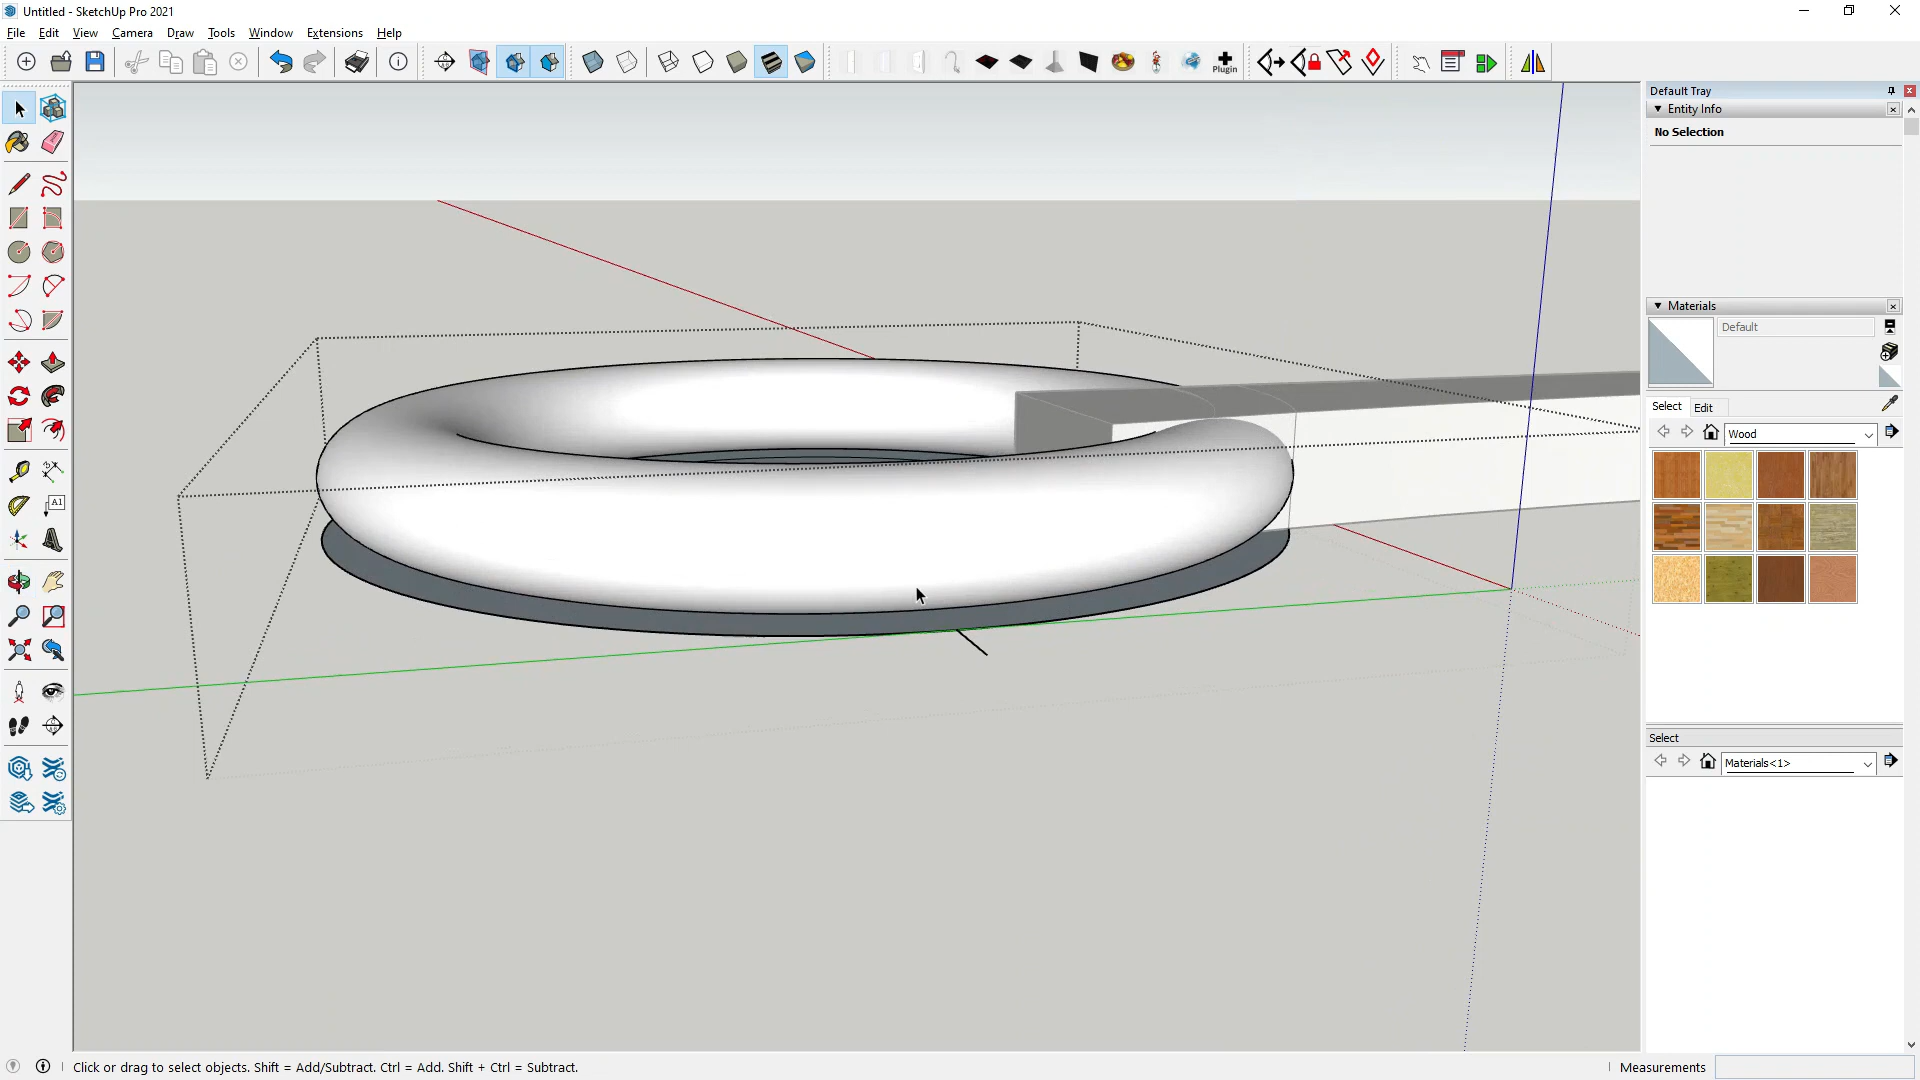 Untitled - SketchUp Pro 2021
File Edit View Camera Draw Tools Window Extensions Help
Plugin
Default Tray
Entity Info
No Selection
Materials
Default
Select Edit
Wood
A1
Select
Materials<1>
Click or drag to select objects. Shift = Add/Subtract. Ctrl = Add. Shift + Ctrl = Subtract.
Measurements